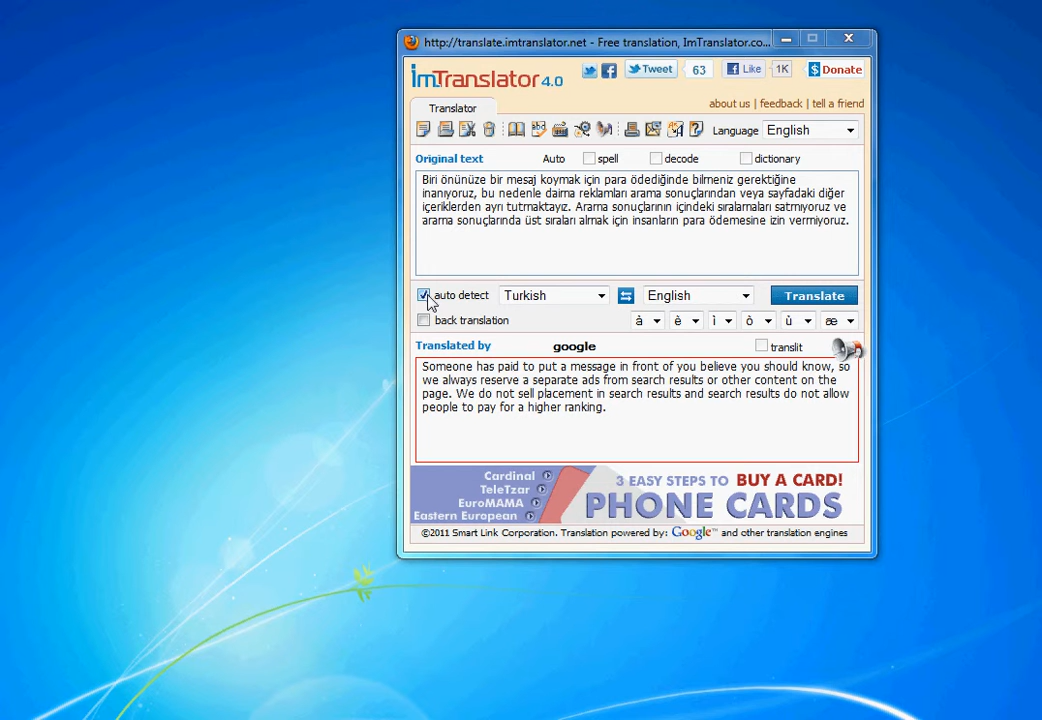 http://translate.imtranslator.net - Free translation, ImTranslator.co...
ImTranslator 4.0
Tweet 63 Like 1K $ Donate
Translator
about us | feedback | tell a friend
Language English
Original text Auto spell decode dictionary
Biri önünüze bir mesaj koymak için para ödediğinde bilmeniz gerektiğine
inanıyoruz, bu nedenle daima reklamları arama sonuçlarından veya sayfadaki diğer
içeriklerden ayrı tutmaktayız. Arama sonuçlarının içindeki sıralamaları satmıyoruz ve
arama sonuçlarında üst sıraları almak için insanların para ödemesine izin vermiyoruz.
auto detect Turkish English Translate
back translation à è ì ò ù æ
Translated by google translit
Someone has paid to put a message in front of you believe you should know, so
we always reserve a separate ads from search results or other content on the
page. We do not sell placement in search results and search results do not allow
people to pay for a higher ranking.
Cardinal
TeleTzar
EuroMAMA
Eastern European
3 EASY STEPS TO BUY A CARD!
PHONE CARDS
©2011 Smart Link Corporation. Translation powered by: Google™ and other translation engines